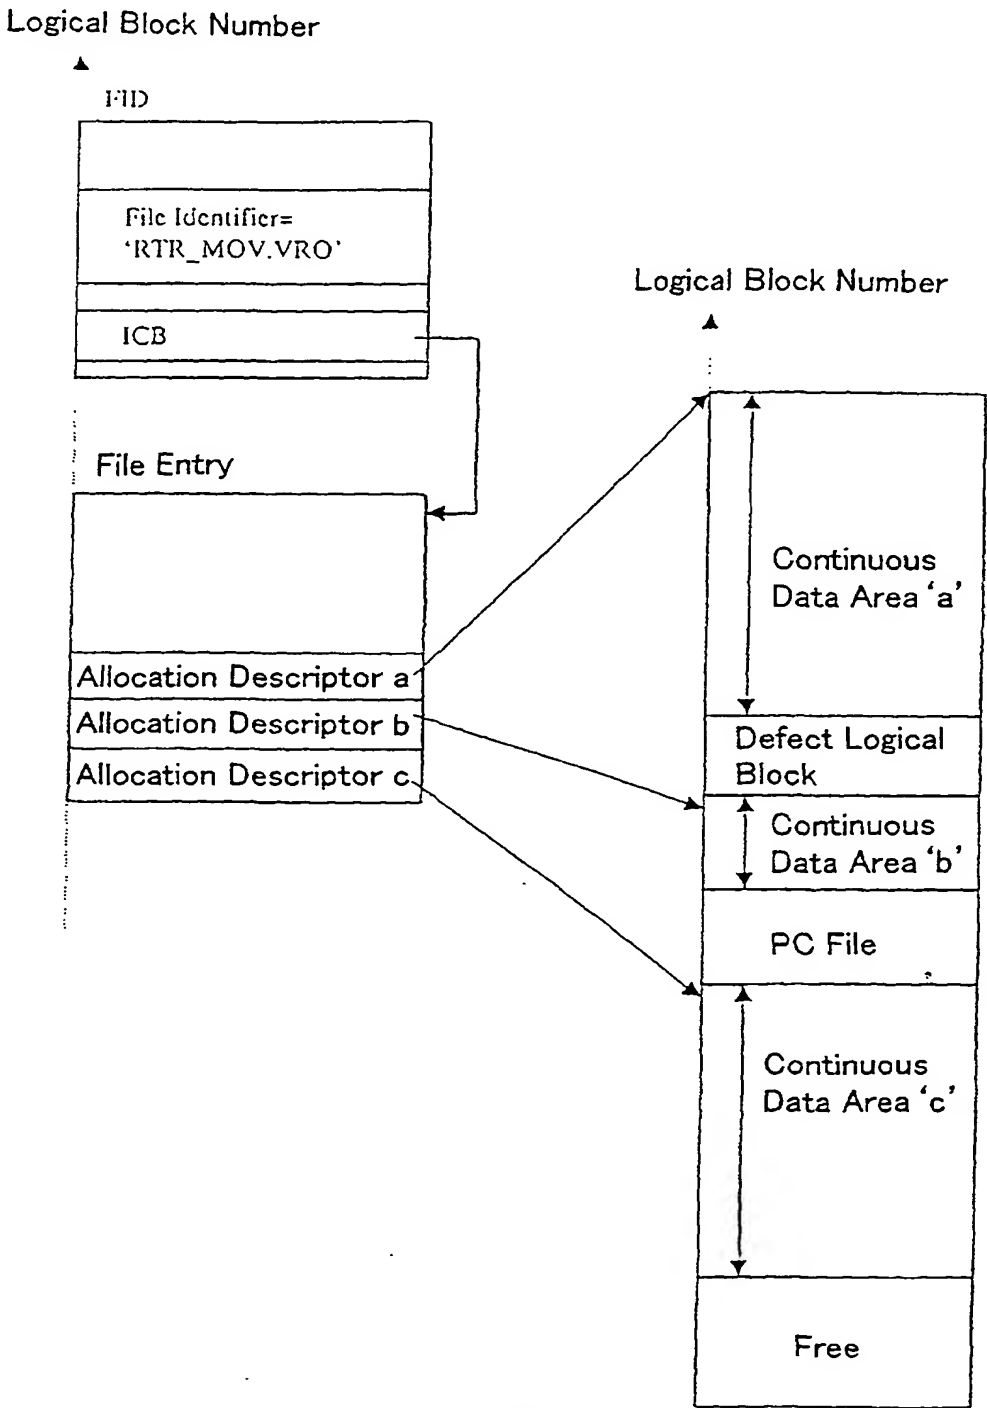 Logical Block Number
FID
File Identifier=
‘RTR_MOV.VRO’
ICB
File Entry
Allocation Descriptor a
Allocation Descriptor b
Allocation Descriptor c
Logical Block Number
Continuous
Data Area ‘a’
Defect Logical
Block
Continuous
Data Area ‘b’
PC File
Continuous
Data Area ‘c’
Free